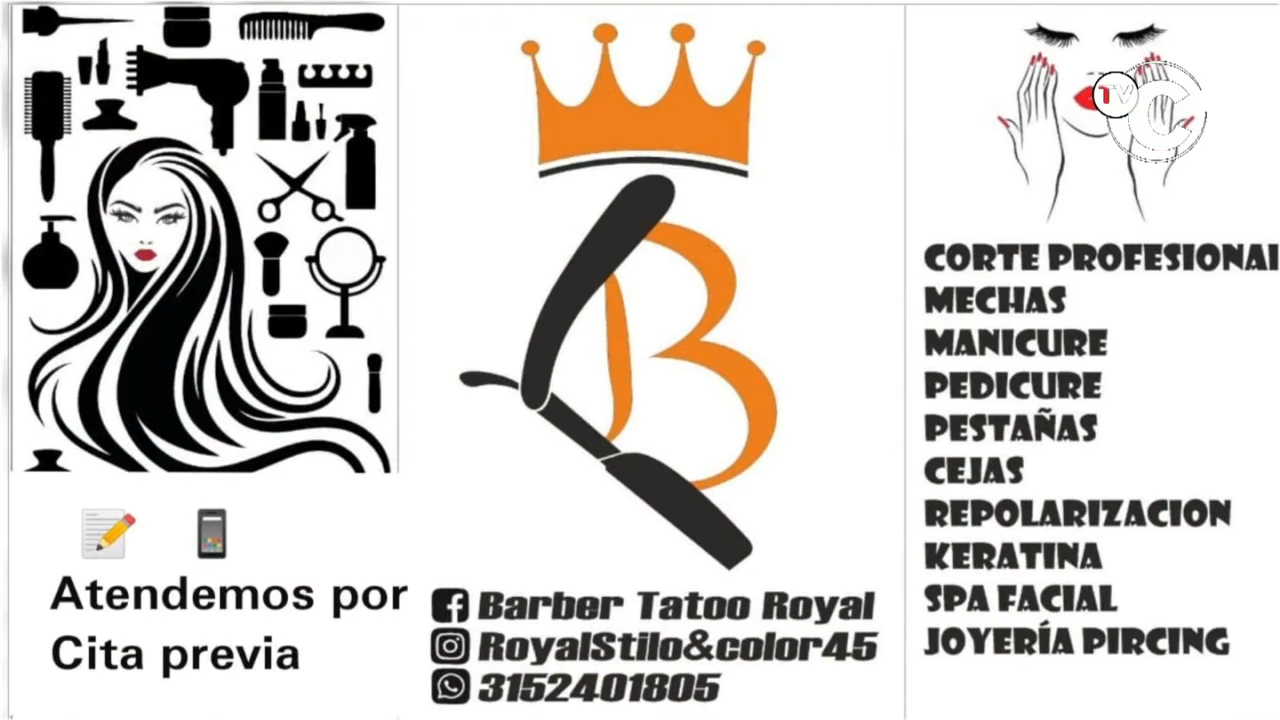 Atendemos por
Cita previa
B
Barber Tatoo Royal
RoyalStilo&color45
3152401805
TV C
CORTE PROFESIONAL
MECHAS
MANICURE
PEDICURE
PESTAÑAS
CEJAS
REPOLARIZACION
KERATINA
SPA FACIAL
JOYERÍA PIRCING